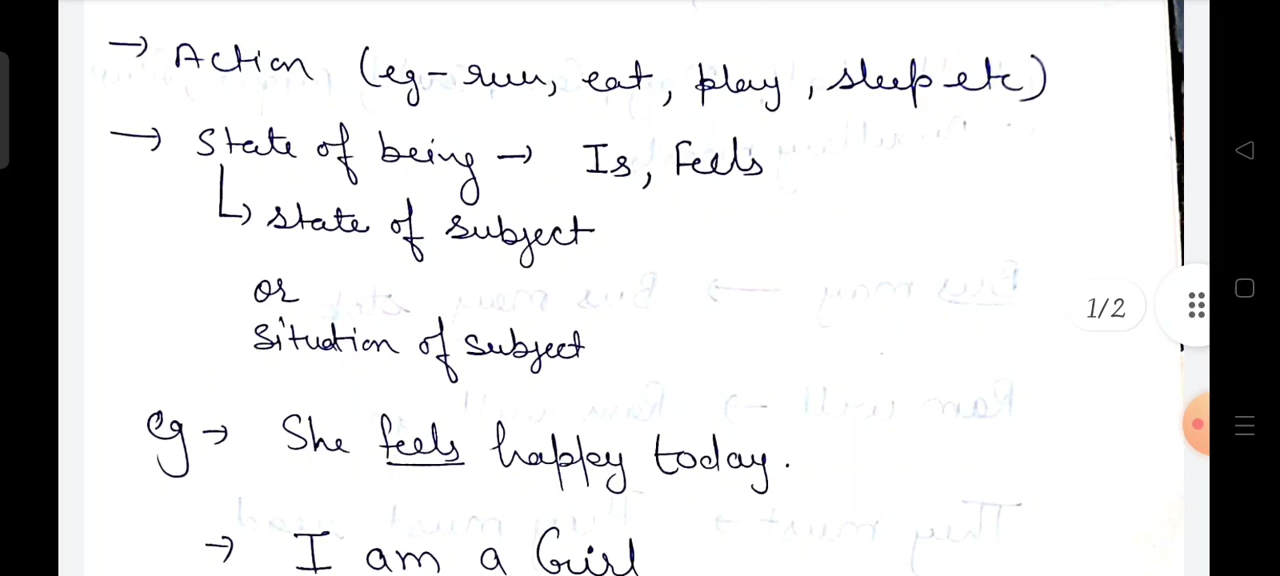 → Action (eg- run, eat, play, sleep etc)
→ State of being → Is, Feels
↳ state of subject
or
situation of subject
1/2
eg → She feels happy today.
→ I am a Girl